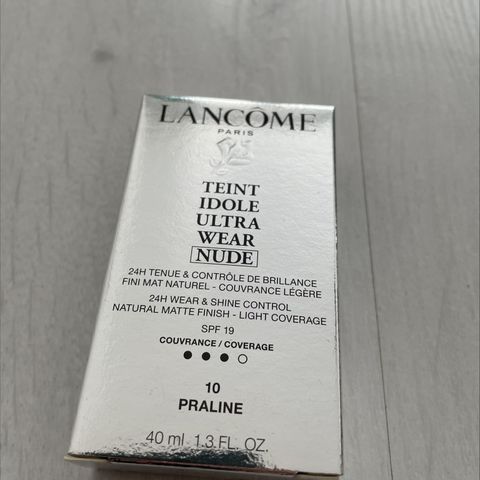 LANCÔME
PARIS
TEINT
IDOLE
ULTRA
WEAR
NUDE
24H TENUE & CONTRÔLE DE BRILLANCE
FINI MAT NATUREL - COUVRANCE LÉGÈRE
24H WEAR & SHINE CONTROL
NATURAL MATTE FINISH - LIGHT COVERAGE
SPF 19
COUVRANCE / COVERAGE
10
PRALINE
40 ml 1.3 FL. OZ.